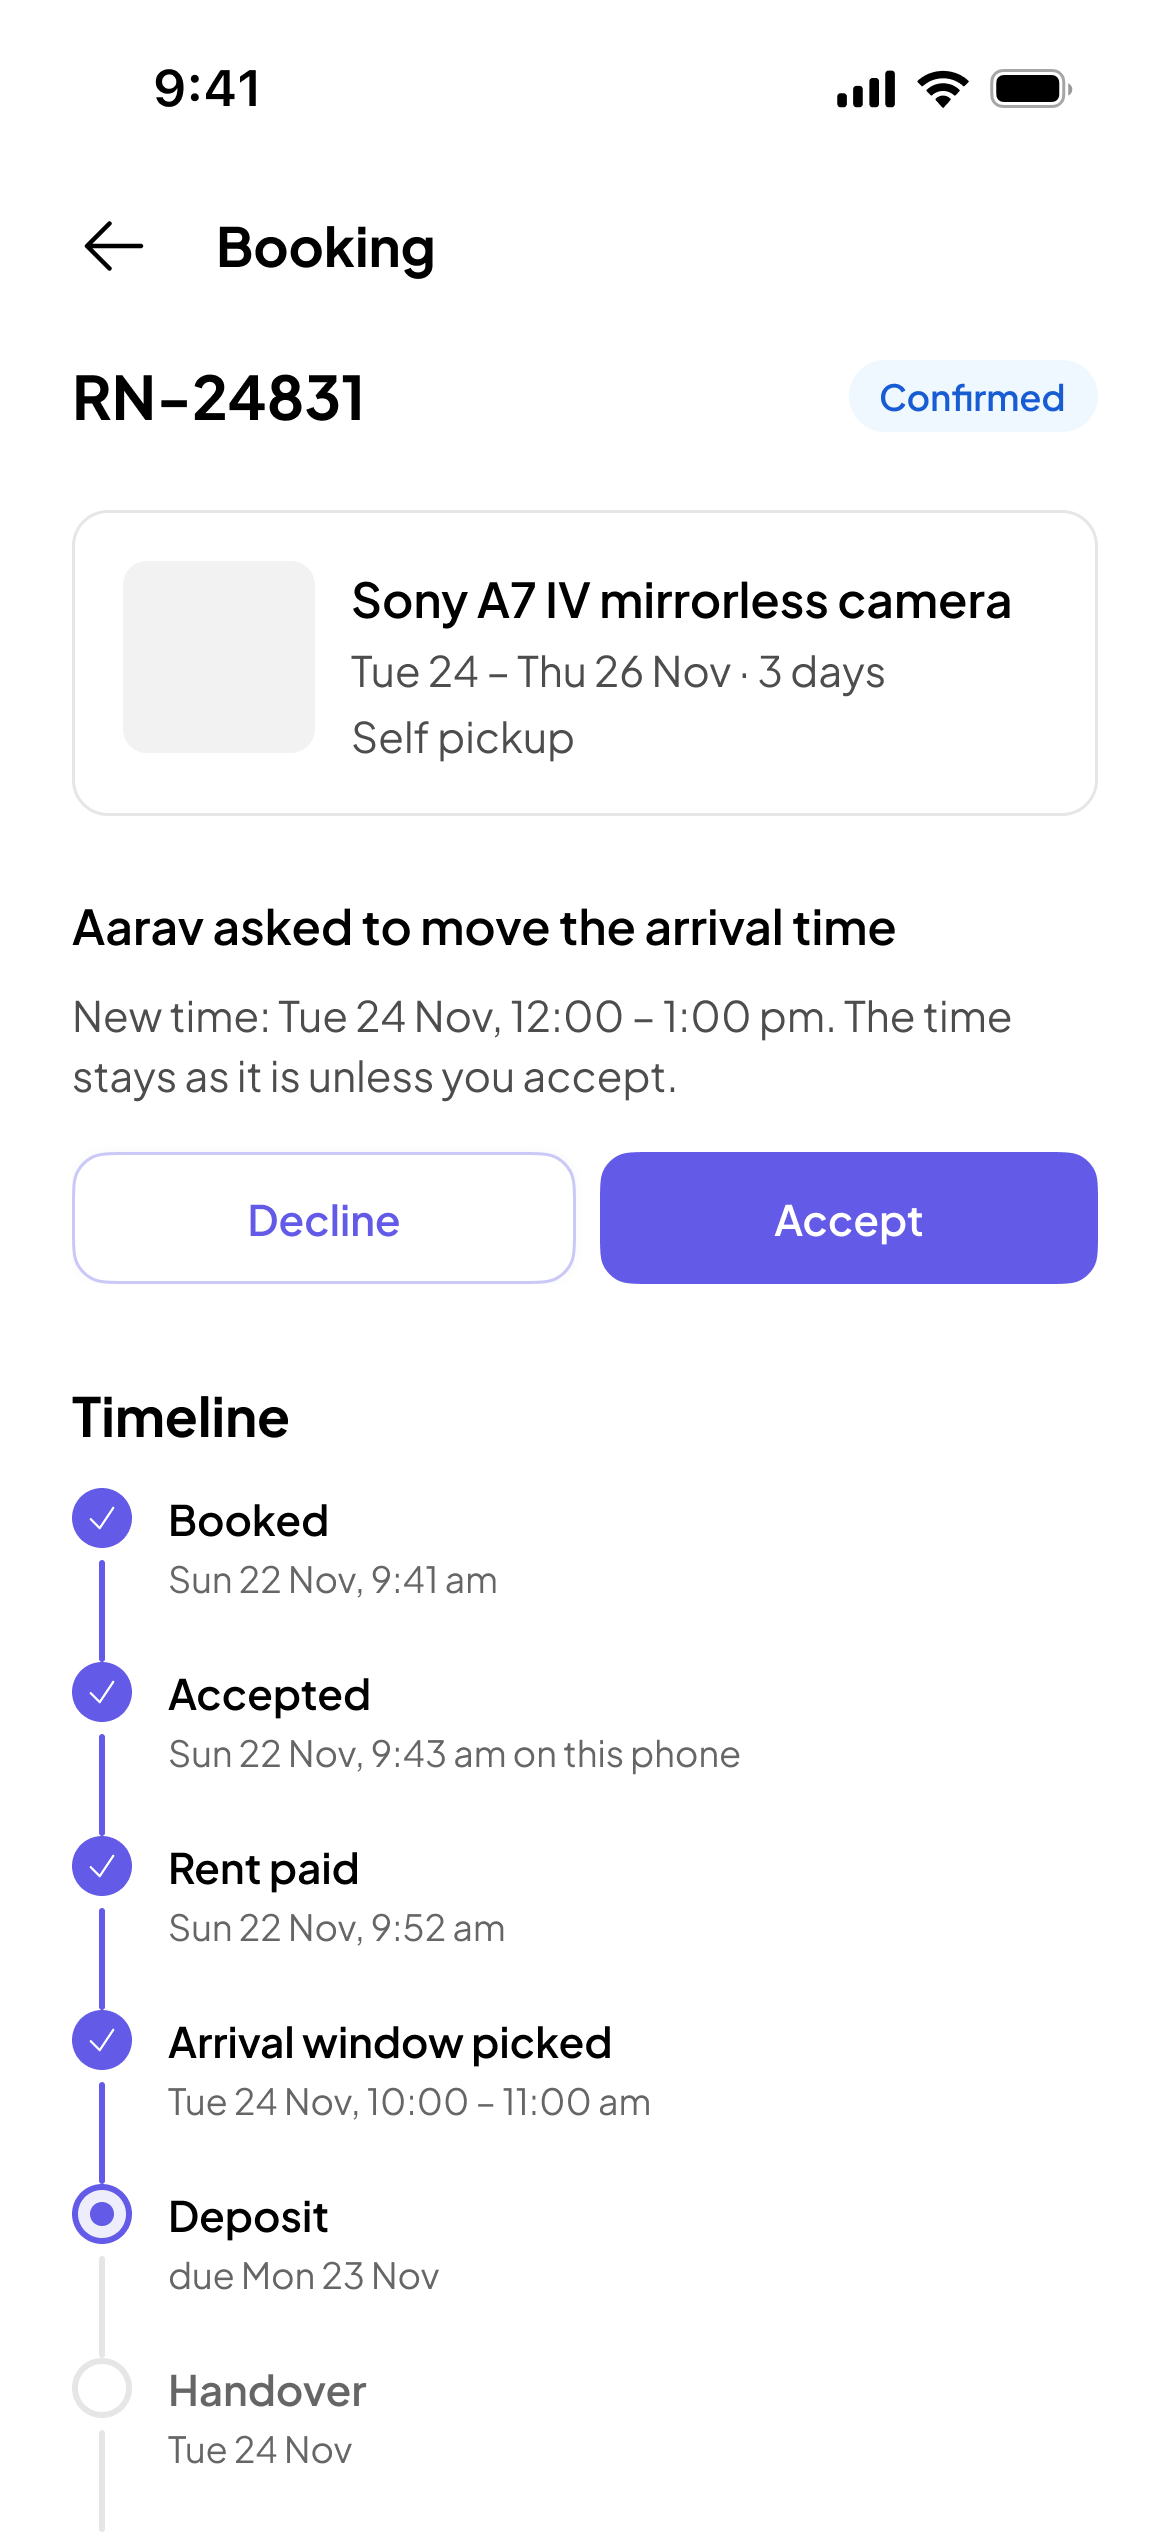 9:41
Booking
RN-24831
Confirmed
Sony A7 IV mirrorless camera
Tue 24 – Thu 26 Nov · 3 days
Self pickup
Aarav asked to move the arrival time
New time: Tue 24 Nov, 12:00 – 1:00 pm. The time
stays as it is unless you accept.
Decline
Accept
Timeline
Booked
Sun 22 Nov, 9:41 am
Accepted
Sun 22 Nov, 9:43 am on this phone
Rent paid
Sun 22 Nov, 9:52 am
Arrival window picked
Tue 24 Nov, 10:00 – 11:00 am
Deposit
due Mon 23 Nov
Handover
Tue 24 Nov